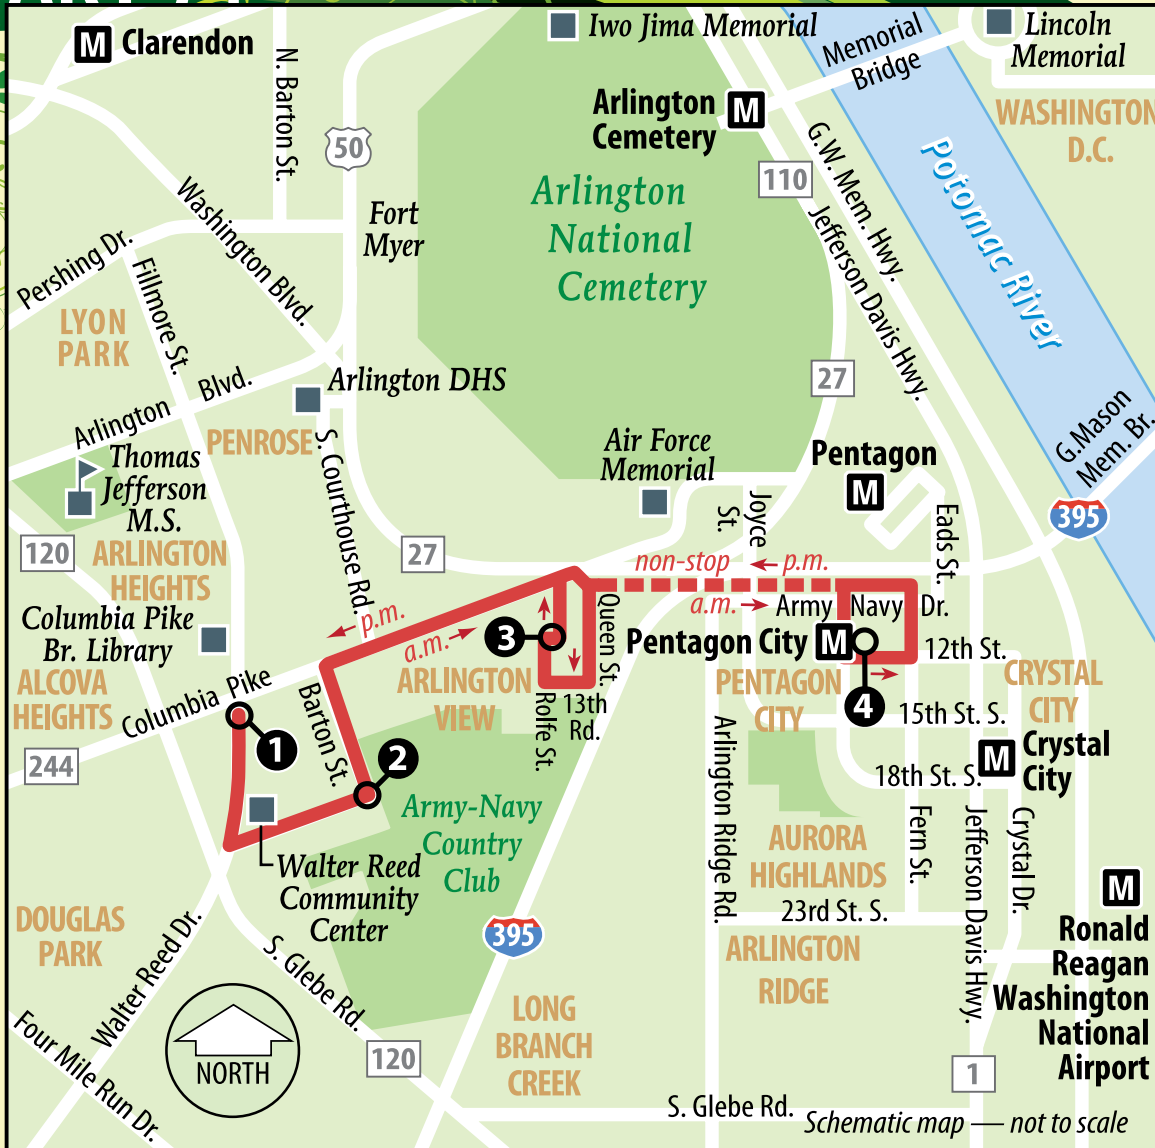 M Clarendon
Iwo Jima Memorial
Lincoln
Memorial
Memorial
Bridge
N. Barton St.
50
Arlington
Cemetery
M
WASHINGTON
D.C.
110
G.W. Mem. Hwy.
Potomac River
Arlington
National
Cemetery
Washington Blvd.
Fort
Myer
Jefferson Davis Hwy.
Pershing Dr.
Fillmore St.
LYON
PARK
27
Arlington Blvd.
Arlington DHS
PENROSE
G.Mason
Mem. Br.
Thomas
Jefferson
M.S.
S. Courthouse Rd.
Air Force
Memorial
Pentagon
M
Joyce
St.
Eads St.
395
120
ARLINGTON
HEIGHTS
27
non-stop
p.m.
a.m.
Army Navy Dr.
Columbia Pike
Br. Library
p.m.
a.m.
3
Queen St.
Pentagon City M
12th St.
ALCOVA
HEIGHTS
Columbia Pike
ARLINGTON
VIEW
PENTAGON
CITY
CRYSTAL
CITY
4
Barton St.
Rolfe St.
13th
Rd.
15th St. S.
1
2
244
Arlington Ridge Rd.
M
Crystal
City
18th St. S.
Army-Navy
Country
Club
Fern St.
Jefferson Davis Hwy.
Crystal Dr.
AURORA
HIGHLANDS
Walter Reed
Community
Center
23rd St. S.
M
Ronald
Reagan
Washington
National
Airport
DOUGLAS
PARK
Walter Reed Dr.
S. Glebe Rd.
395
ARLINGTON
RIDGE
LONG
BRANCH
CREEK
Four Mile Run Dr.
NORTH
120
1
S. Glebe Rd.
Schematic map — not to scale